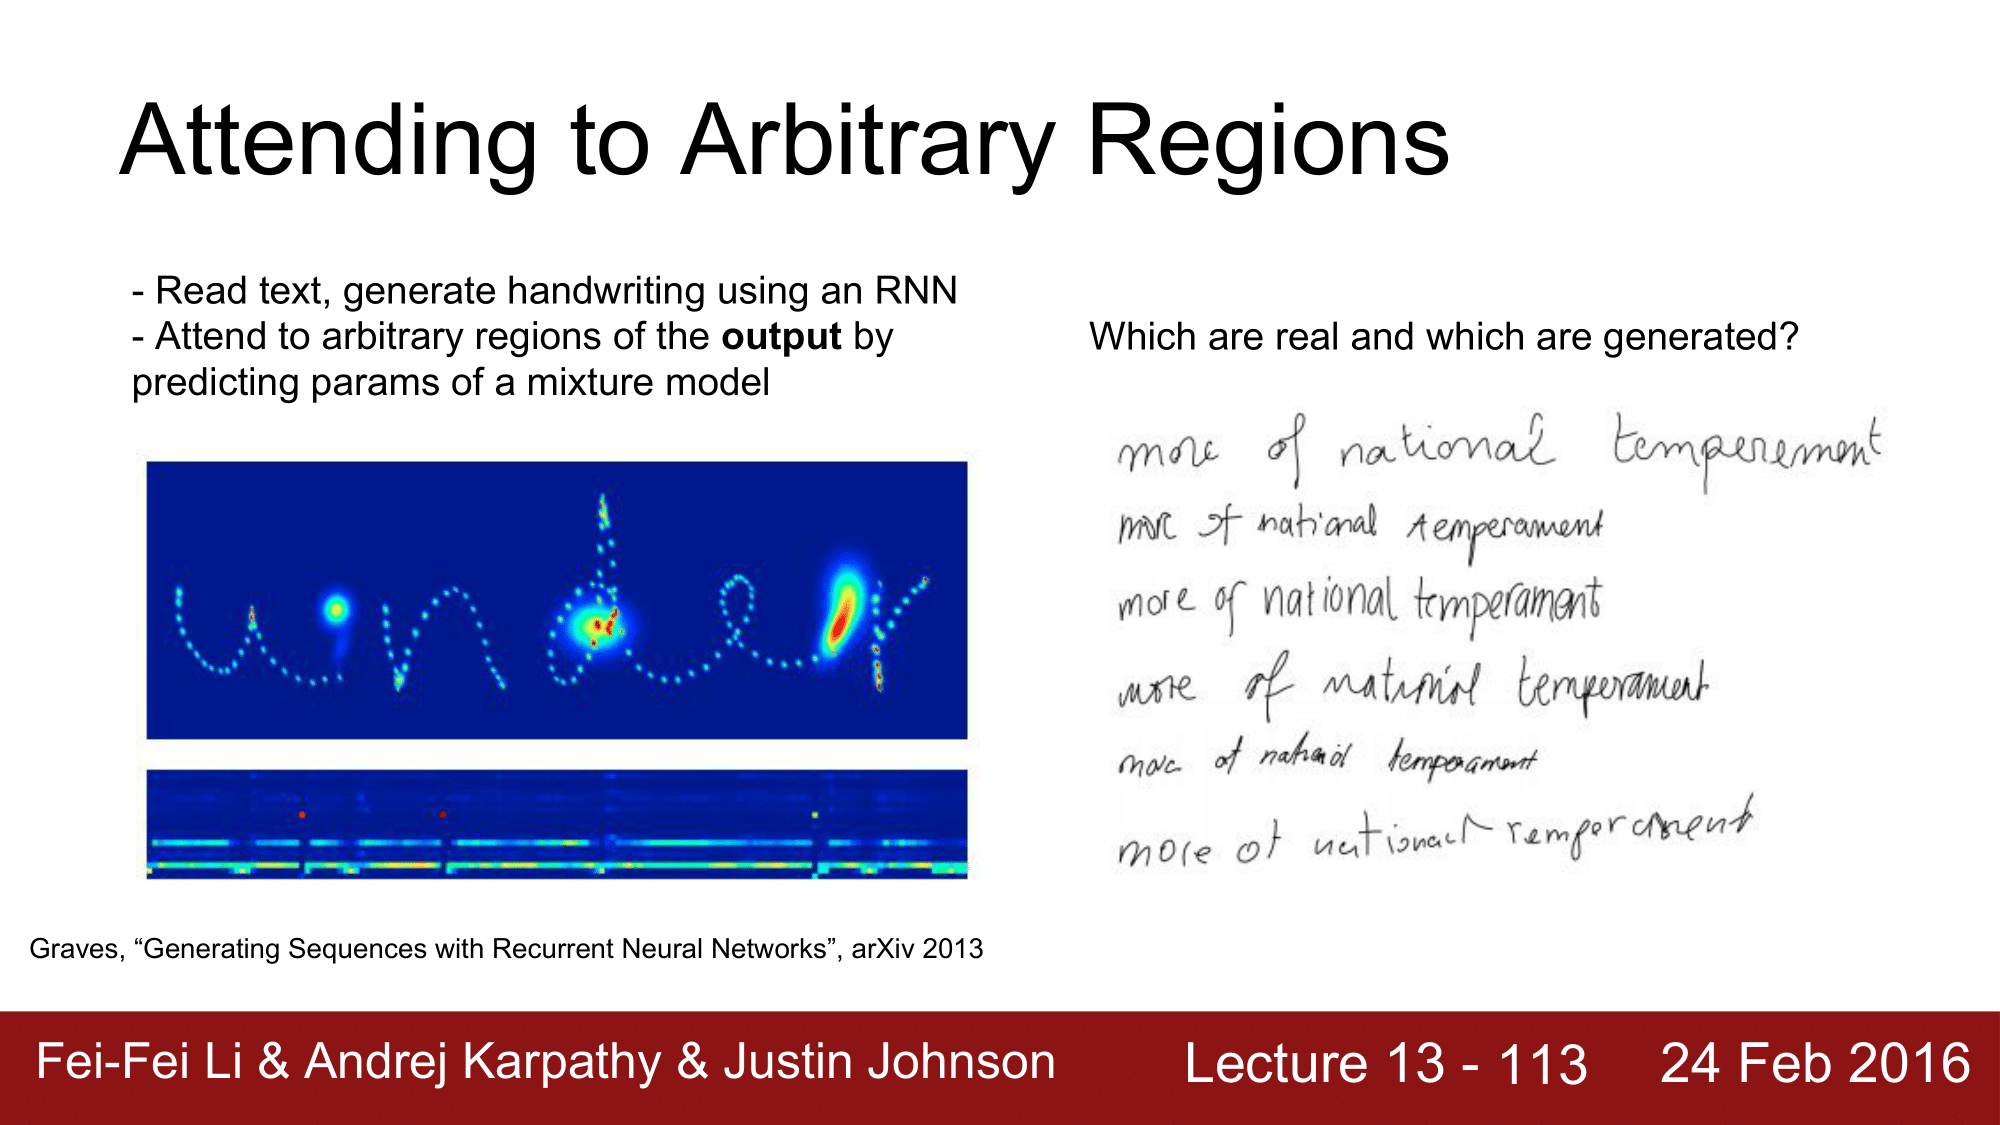 Attending to Arbitrary Regions
- Read text, generate handwriting using an RNN
- Attend to arbitrary regions of the output by
predicting params of a mixture model
Which are real and which are generated?
under
more of national temperement
more of national temperament
more of national temperament
more of national temperament
more of national temperament
more of national temperament
Graves, “Generating Sequences with Recurrent Neural Networks”, arXiv 2013
Fei-Fei Li & Andrej Karpathy & Justin Johnson
Lecture 13 - 113
24 Feb 2016